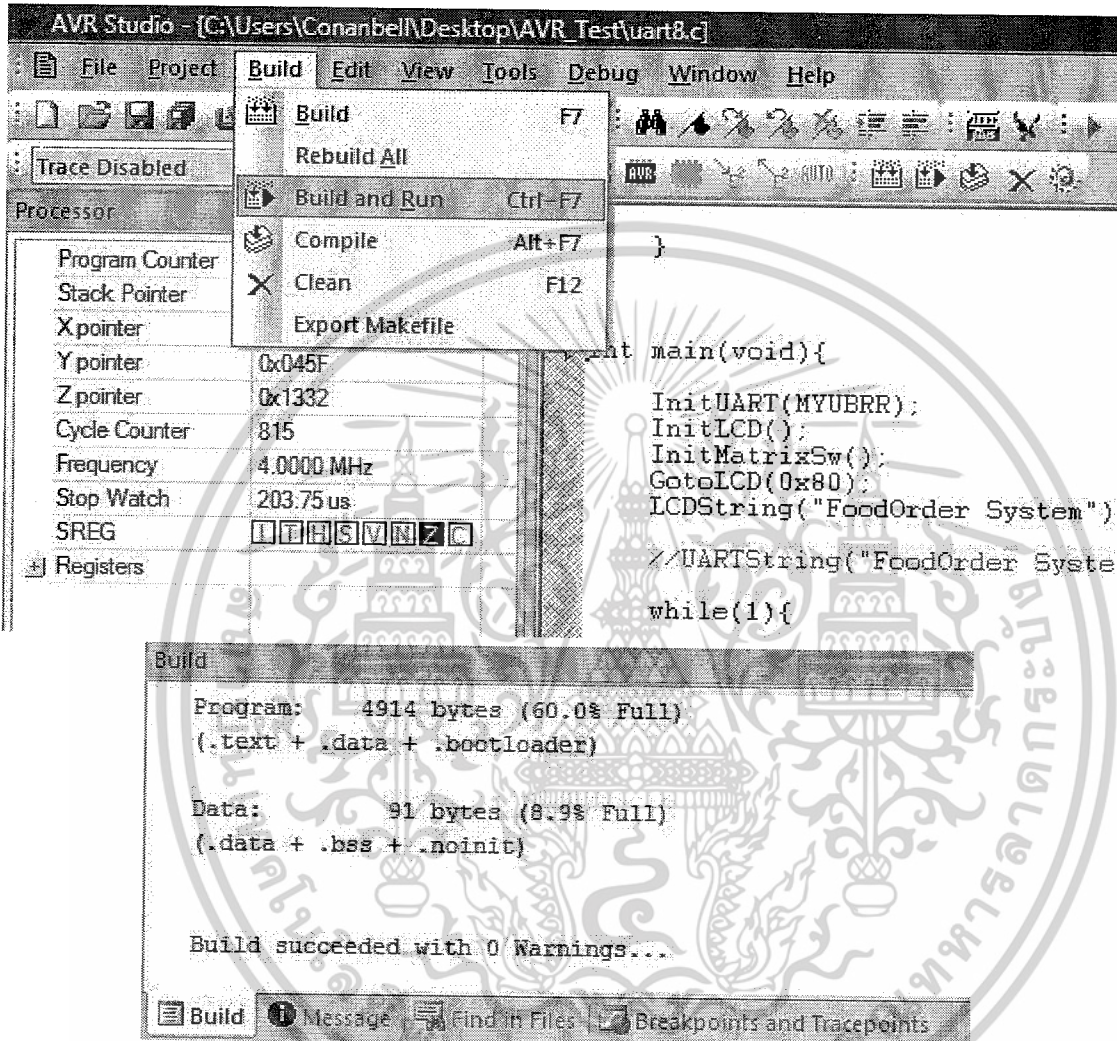 AVR Studio - [C:\Users\Conanbell\Desktop\AVR_Test\uart8.c]
File Project Build Edit View Tools Debug Window Help
Build F7
Rebuild All
Build and Run Ctrl-F7
Compile Alt+F7
Clean F12
Export Makefile
Trace Disabled
AVR
AUTO
Processor
Program Counter
Stack Pointer
X pointer
Y pointer 0x045F
Z pointer 0x1332
Cycle Counter 815
Frequency 4.0000 MHz
Stop Watch 203.75 us
SREG I T H S V N Z C
Registers
}
int main(void){
InitUART(MYUBRR);
InitLCD();
InitMatrixSw();
GotoLCD(0x80);
LCDString("FoodOrder System")
//UARTString("FoodOrder Syste
while(1){
Build
Program: 4914 bytes (60.0% Full)
(.text + .data + .bootloader)
Data: 91 bytes (8.9% Full)
(.data + .bss + .noinit)
Build succeeded with 0 Warnings...
Build Message Find in Files Breakpoints and Tracepoints